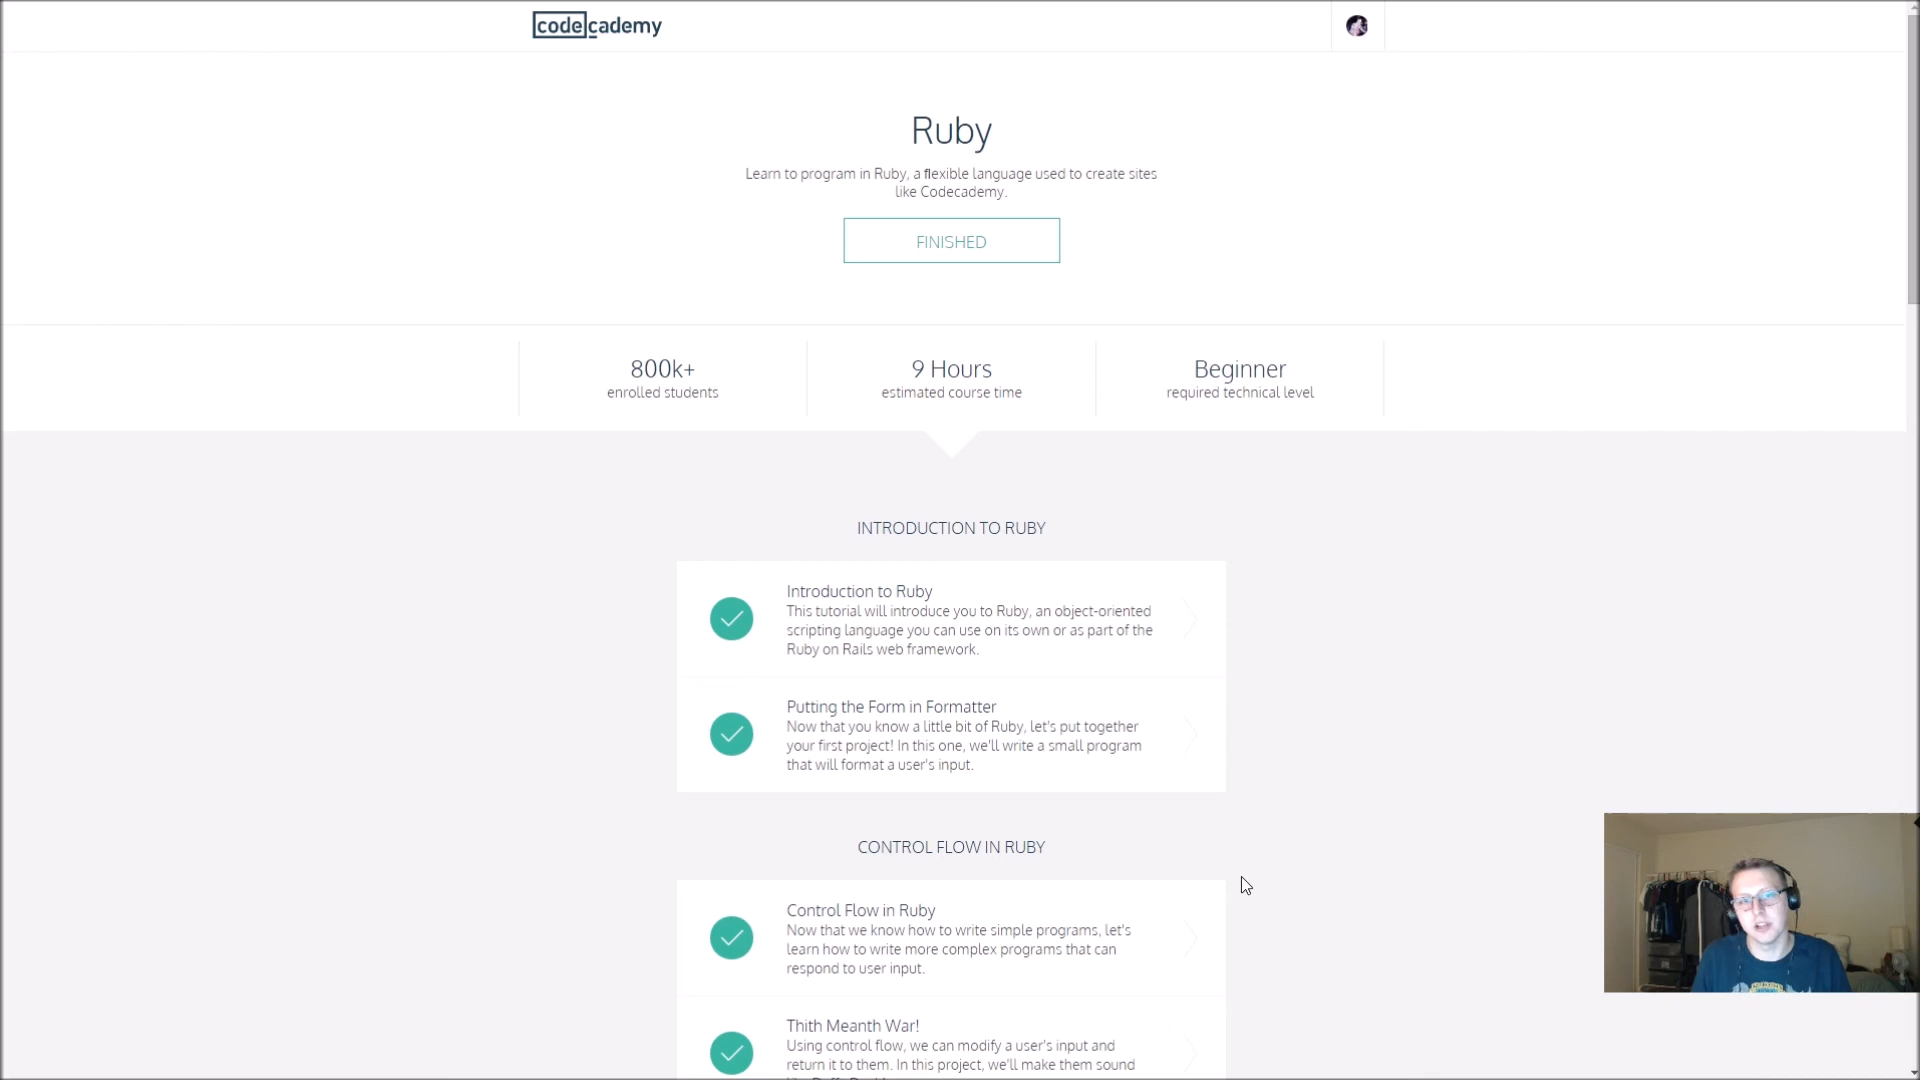 codecademy
Ruby
Learn to program in Ruby, a flexible language used to create sites
like Codecademy.
FINISHED
800k+
enrolled students
9 Hours
estimated course time
Beginner
required technical level
INTRODUCTION TO RUBY
Introduction to Ruby
This tutorial will introduce you to Ruby, an object-oriented
scripting language you can use on its own or as part of the
Ruby on Rails web framework.
Putting the Form in Formatter
Now that you know a little bit of Ruby, let's put together
your first project! In this one, we'll write a small program
that will format a user's input.
CONTROL FLOW IN RUBY
Control Flow in Ruby
Now that we know how to write simple programs, let's
learn how to write more complex programs that can
respond to user input.
Thith Meanth War!
Using control flow, we can modify a user's input and
return it to them. In this project, we'll make them sound